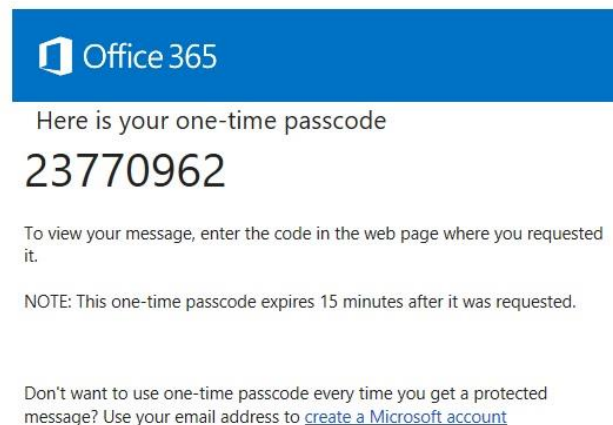 Office 365
Here is your one-time passcode
23770962
To view your message, enter the code in the web page where you requested
it.
NOTE: This one-time passcode expires 15 minutes after it was requested.
Don't want to use one-time passcode every time you get a protected
message? Use your email address to create a Microsoft account